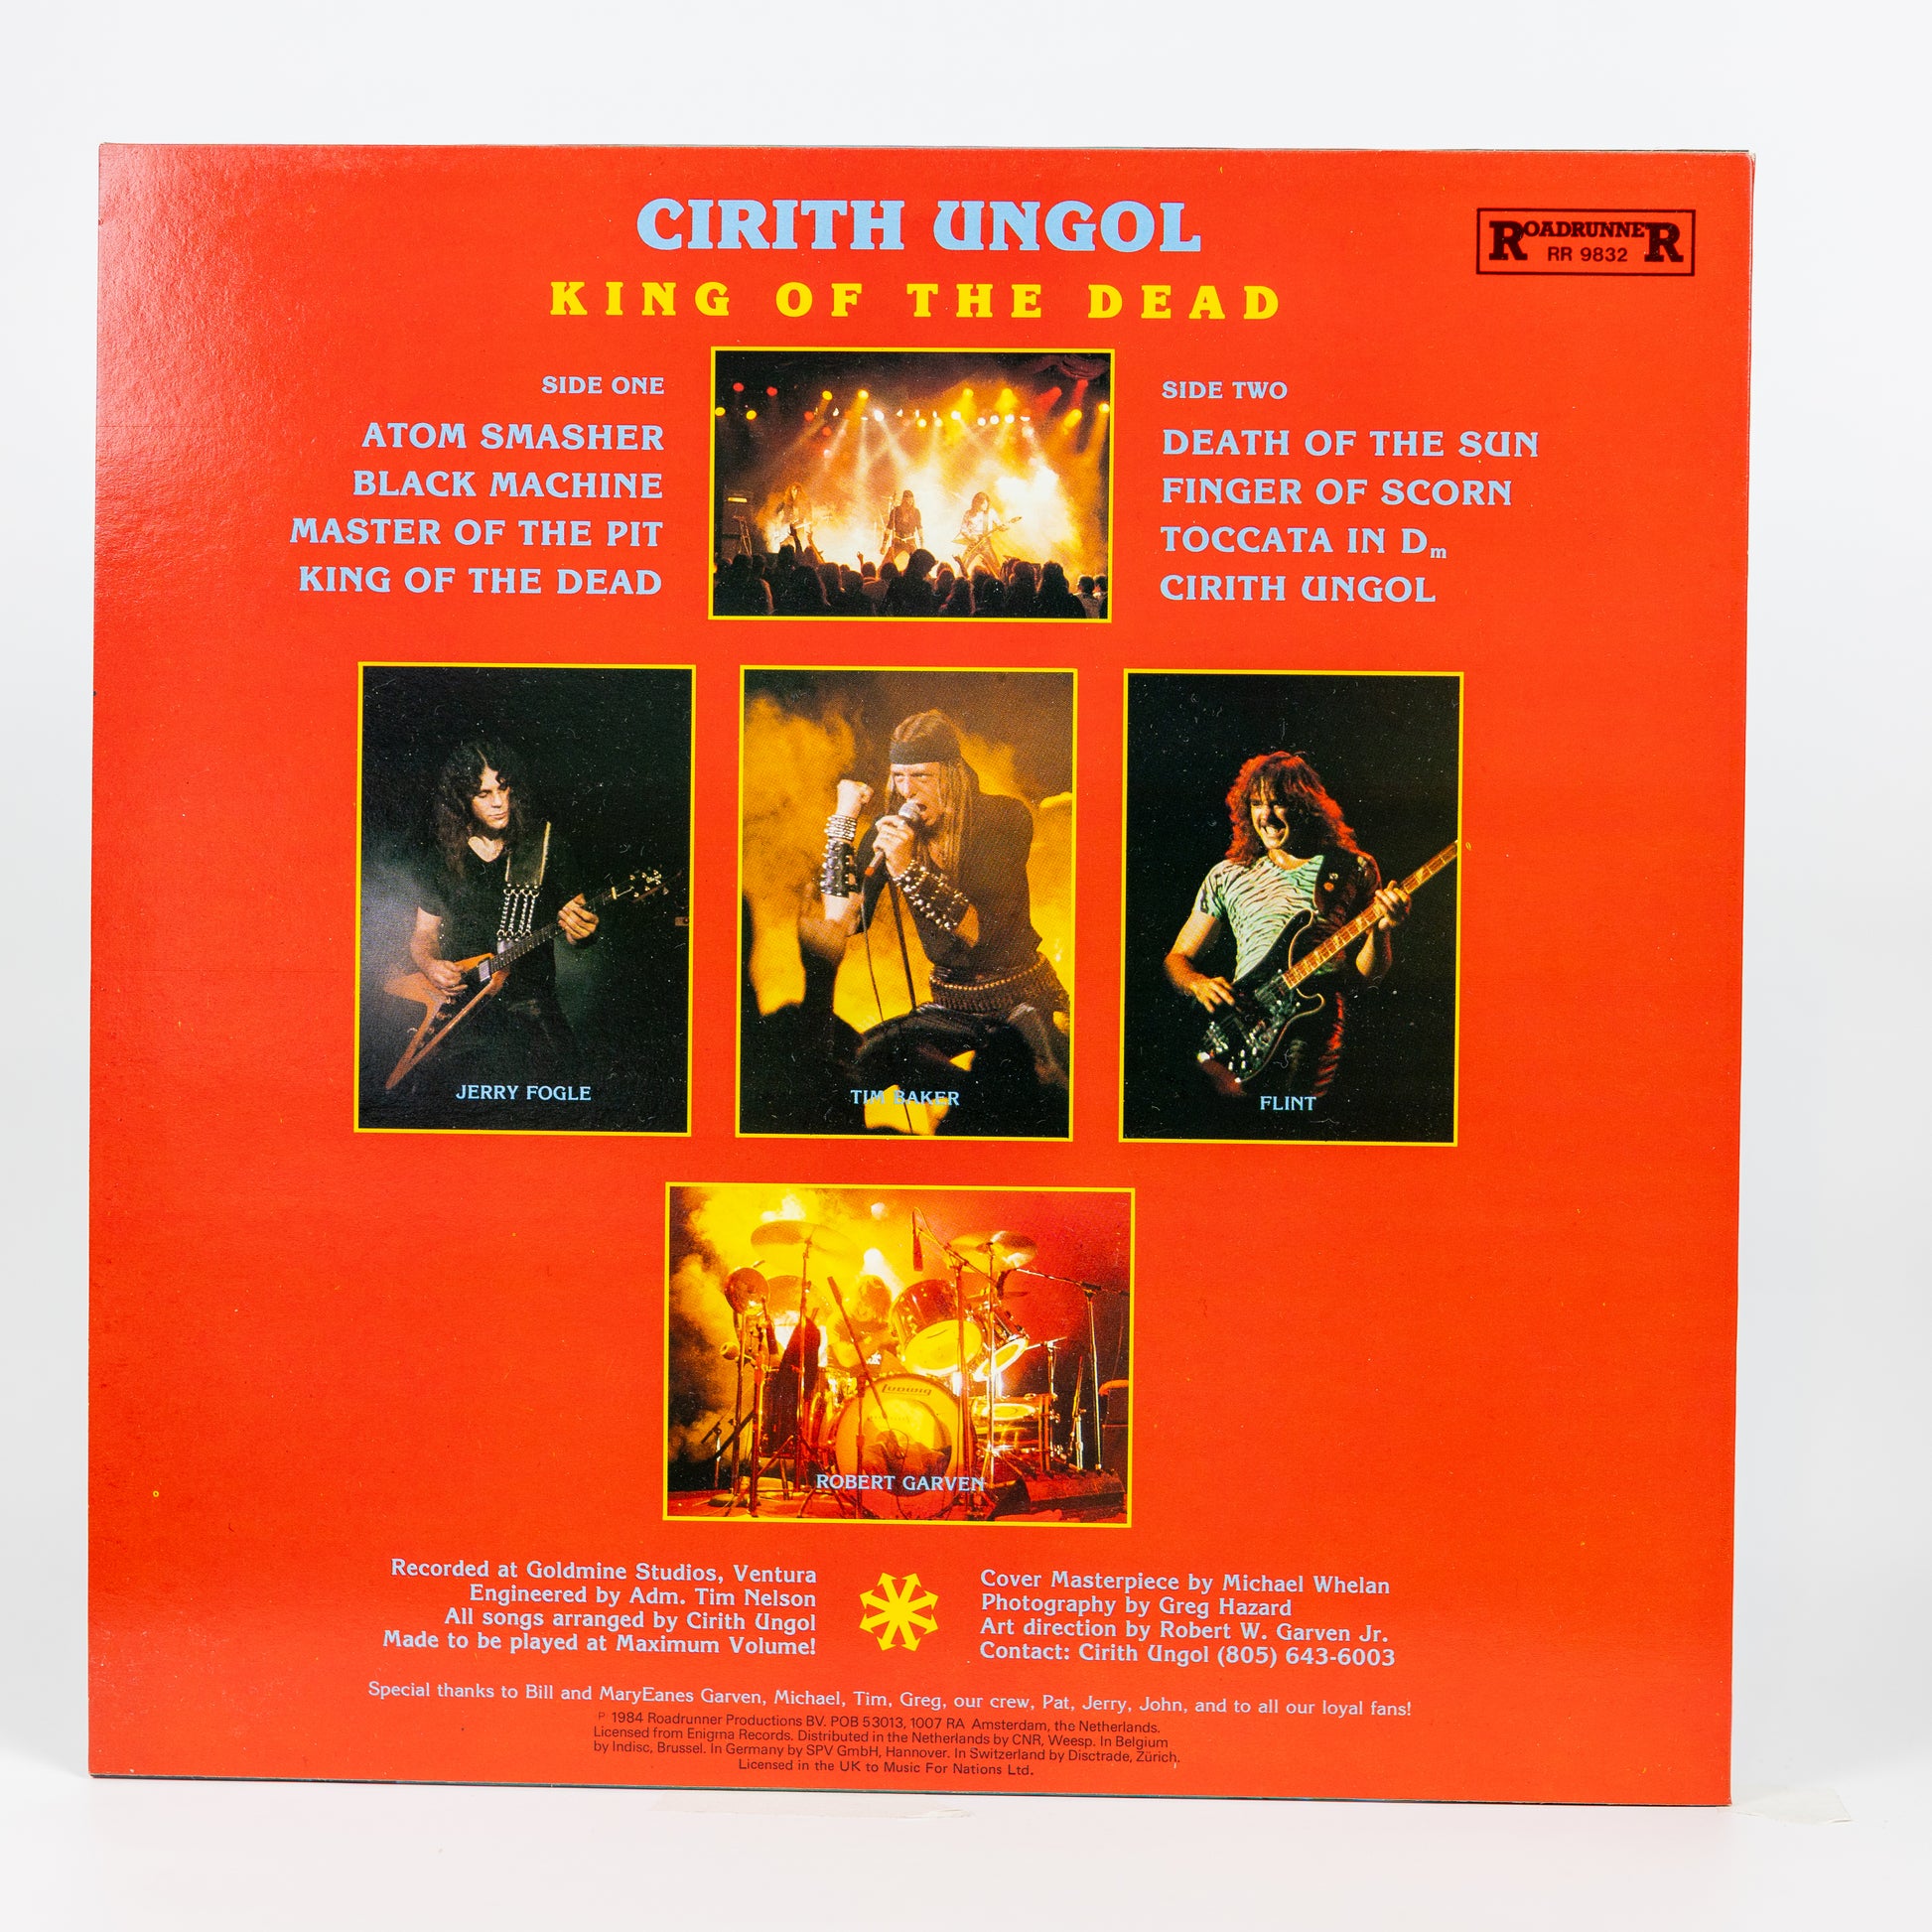 CIRITH UNGOL
ROADRUNNER
RR 9832
KING OF THE DEAD
SIDE ONE
ATOM SMASHER
BLACK MACHINE
MASTER OF THE PIT
KING OF THE DEAD
SIDE TWO
DEATH OF THE SUN
FINGER OF SCORN
TOCCATA IN Dm
CIRITH UNGOL
JERRY FOGLE
TIM BAKER
FLINT
Ludwig
ROBERT GARVEN
Recorded at Goldmine Studios, Ventura
Engineered by Adm. Tim Nelson
All songs arranged by Cirith Ungol
Made to be played at Maximum Volume!
Cover Masterpiece by Michael Whelan
Photography by Greg Hazard
Art direction by Robert W. Garven Jr.
Contact: Cirith Ungol (805) 643-6003
Special thanks to Bill and MaryEanes Garven, Michael, Tim, Greg, our crew, Pat, Jerry, John, and to all our loyal fans!
℗ 1984 Roadrunner Productions BV. POB 53013, 1007 RA Amsterdam, the Netherlands.
Licensed from Enigma Records. Distributed in the Netherlands by CNR, Weesp. In Belgium
by Indisc, Brussel. In Germany by SPV GmbH, Hannover. In Switzerland by Disctrade, Zürich.
Licensed in the UK to Music For Nations Ltd.